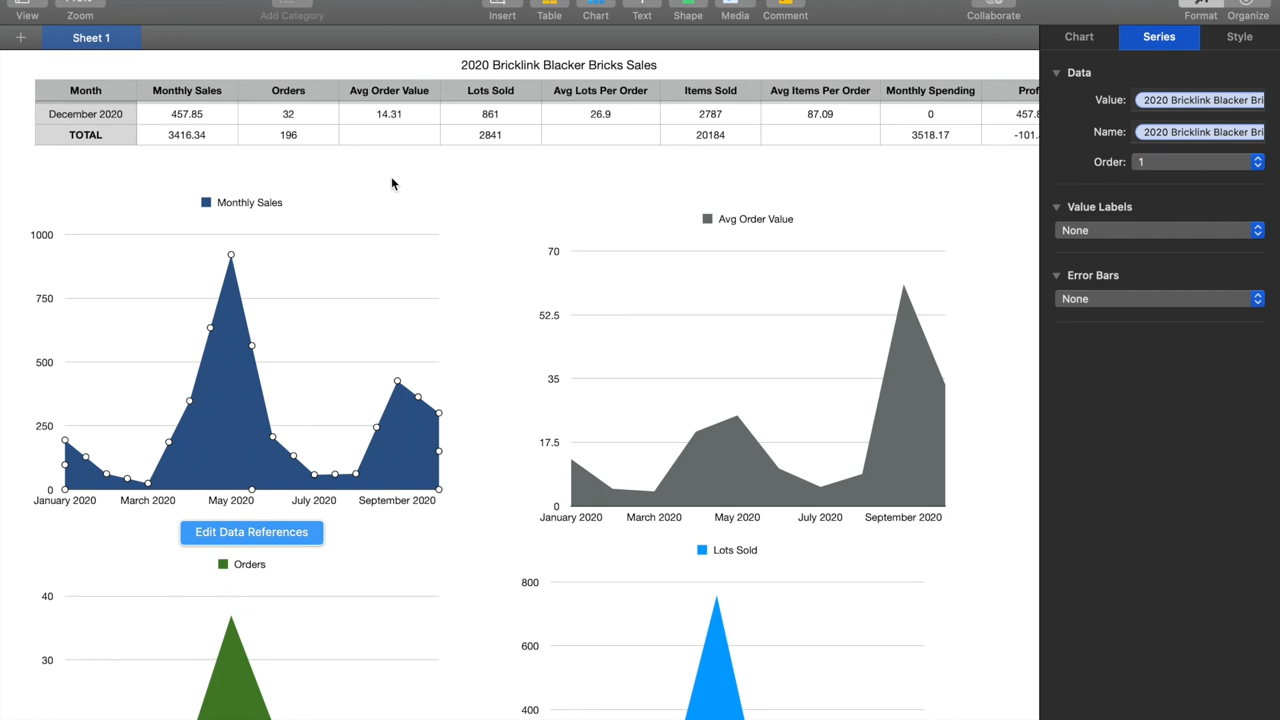 View Zoom Add Category Insert Table Chart Text Shape Media Comment Collaborate Format Organize
Sheet 1
Chart Series Style
2020 Bricklink Blacker Bricks Sales
Month Monthly Sales Orders Avg Order Value Lots Sold Avg Lots Per Order Items Sold Avg Items Per Order Monthly Spending Prof
December 2020 457.85 32 14.31 861 26.9 2787 87.09 0 457.8
TOTAL 3416.34 196 2841 20184 3518.17 -101.
Data
Value: 2020 Bricklink Blacker Bri
Name: 2020 Bricklink Blacker Bri
Order: 1
Value Labels
None
Error Bars
None
Monthly Sales
1000
750
500
250
0
January 2020 March 2020 May 2020 July 2020 September 2020
Edit Data References
Avg Order Value
70
52.5
35
17.5
0
January 2020 March 2020 May 2020 July 2020 September 2020
Orders
40
30
Lots Sold
800
600
400